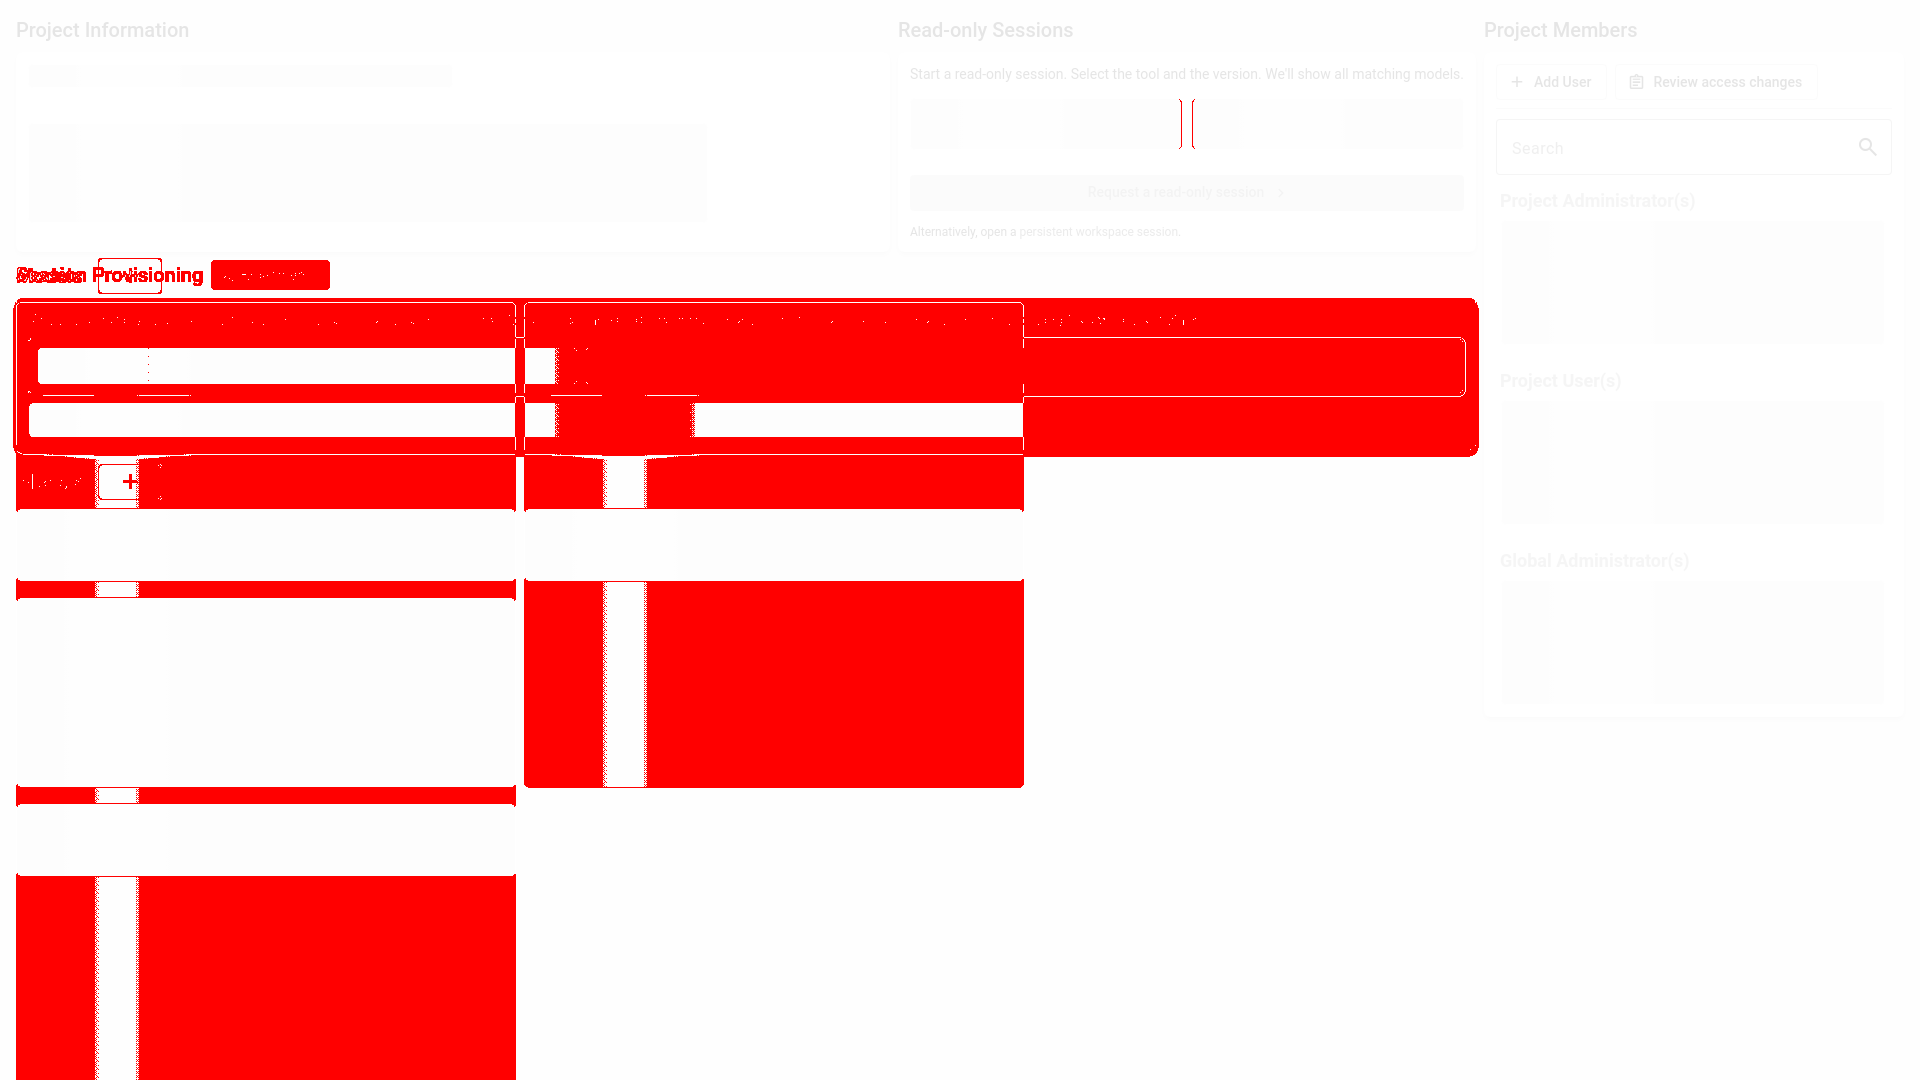 Project Information
Read-only Sessions
Start a read-only session. Select the tool and the version. We'll show all matching models.
Request a read-only session
Alternatively, open a persistent workspace session.
Project Members
Add User
Review access changes
Search
Project Administrator(s)
Project User(s)
Global Administrator(s)
Provisioning